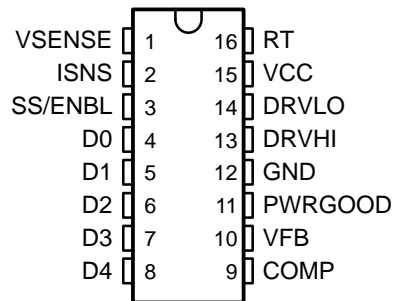 VSENSE 1 16 RT
ISNS 2 15 VCC
SS/ENBL 3 14 DRVLO
D0 4 13 DRVHI
D1 5 12 GND
D2 6 11 PWRGOOD
D3 7 10 VFB
D4 8 9 COMP